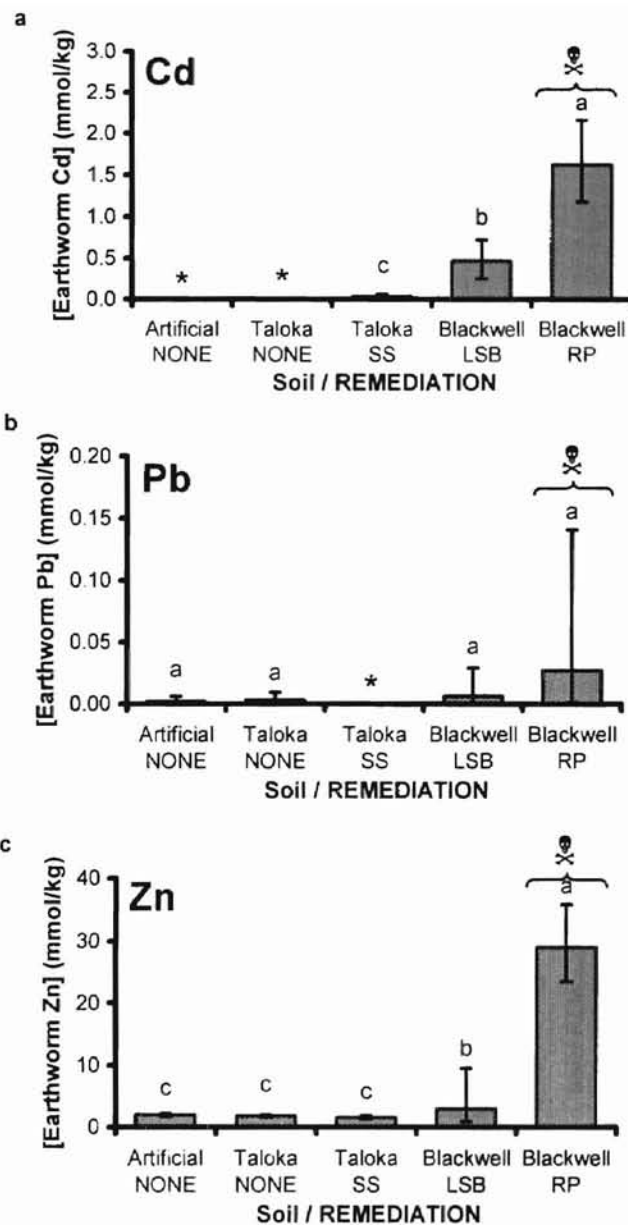 a
Cd
[Earthworm Cd] (mmol/kg)
3.0
2.5
2.0
1.5
1.0
0.5
0.0
* * c b a
Artificial Taloka Taloka Blackwell Blackwell
NONE NONE SS LSB RP
Soil / REMEDIATION
b
Pb
[Earthworm Pb] (mmol/kg)
0.20
0.15
0.10
0.05
0.00
a a * a a
Artificial Taloka Taloka Blackwell Blackwell
NONE NONE SS LSB RP
Soil / REMEDIATION
c
Zn
[Earthworm Zn] (mmol/kg)
40
30
20
10
0
c c c b a
Artificial Taloka Taloka Blackwell Blackwell
NONE NONE SS LSB RP
Soil / REMEDIATION